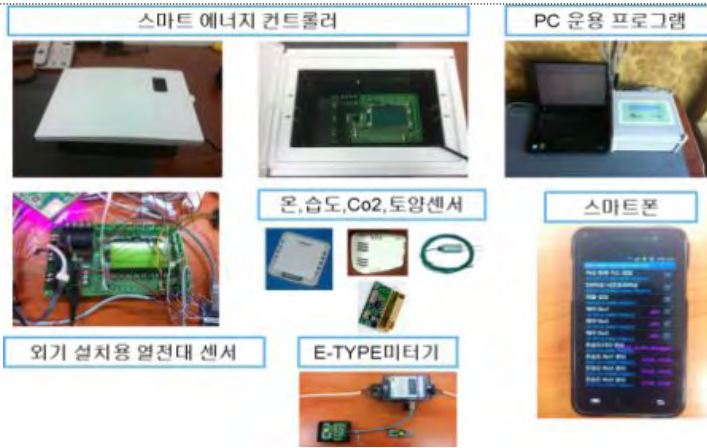 스마트 에너지 컨트롤러
PC 운용 프로그램
온,습도,Co2,토양센서
스마트폰
외기 설치용 열전대 센서
E-TYPE미터기